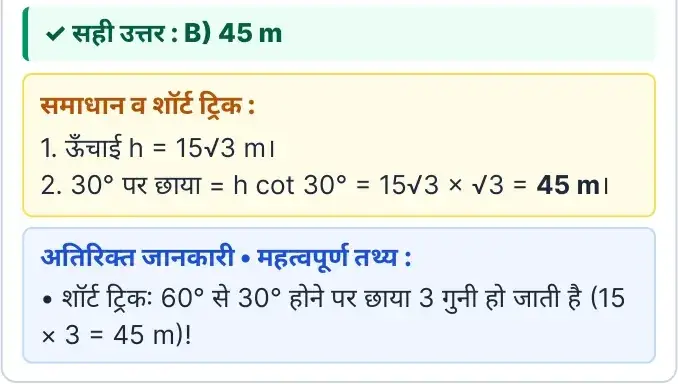 ✓ सही उत्तर : B) 45 m
समाधान व शॉर्ट ट्रिक :
1. ऊँचाई h = 15√3 m।
2. 30° पर छाया = h cot 30° = 15√3 × √3 = 45 m।
अतिरिक्त जानकारी • महत्वपूर्ण तथ्य :
• शॉर्ट ट्रिकः 60° से 30° होने पर छाया 3 गुनी हो जाती है (15
× 3 = 45 m)!